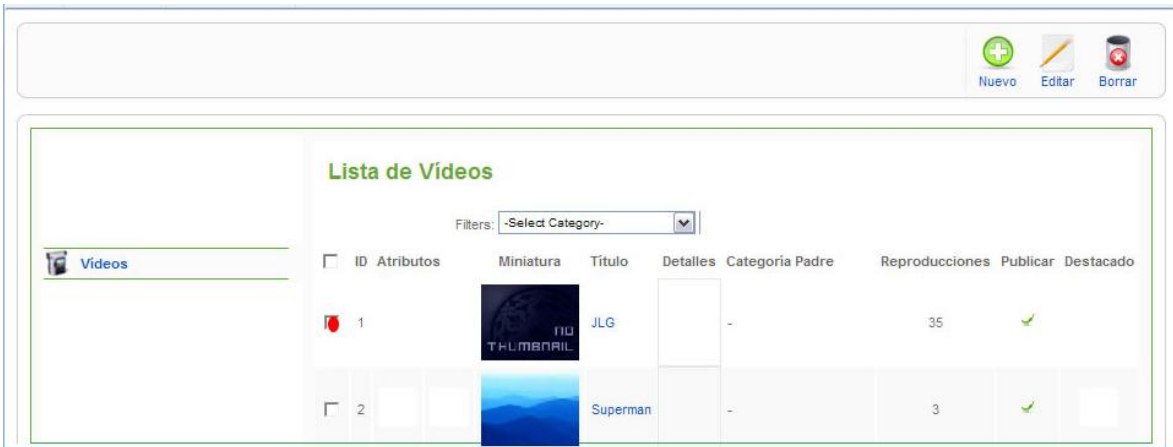 Nuevo Editar Borrar
Lista de Vídeos
Filters: -Select Category-
Vídeos
ID Atributos Miniatura Título Detalles Categoría Padre Reproducciones Publicar Destacado
1 NO THUMBNAIL JLG - 35
2 Superman - 3